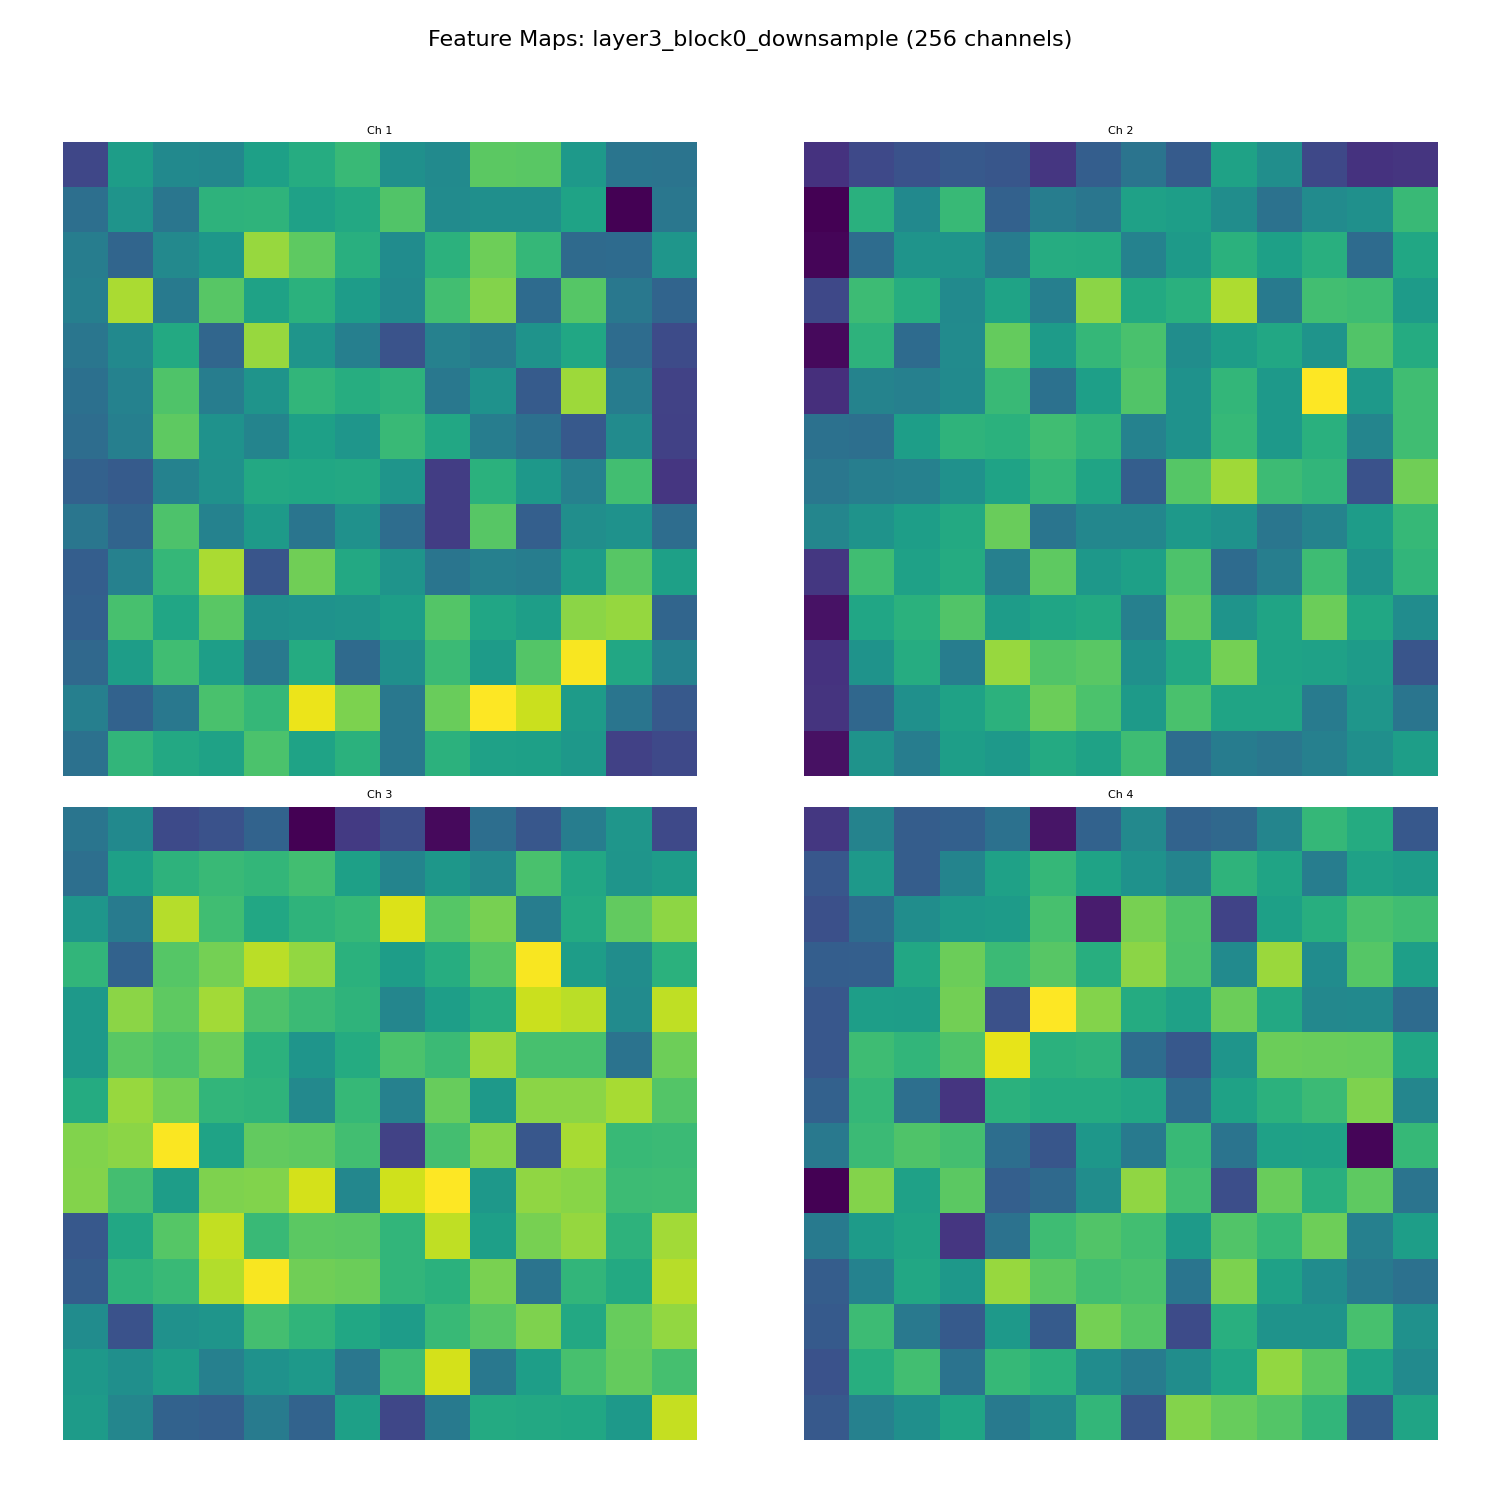 Feature Maps: layer3_block0_downsample (256 channels)
Ch 1
Ch 2
Ch 3
Ch 4